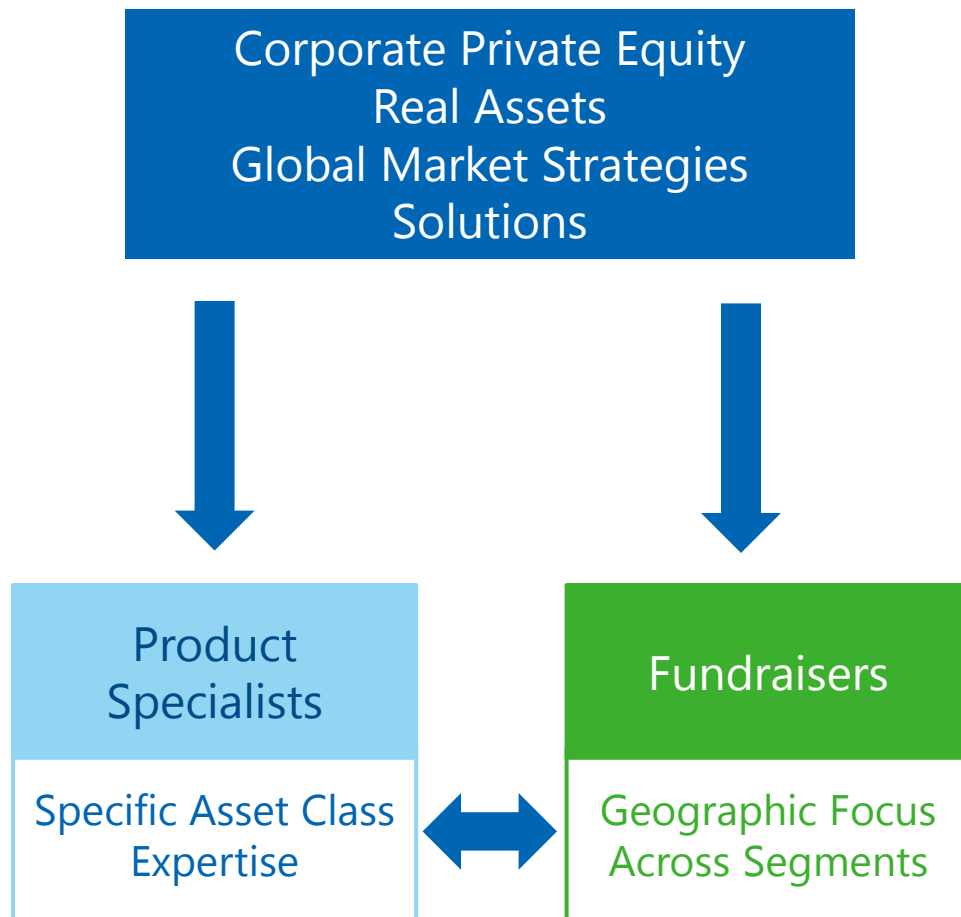 Corporate Private Equity
Real Assets
Global Market Strategies
Solutions
Product
Specialists
Specific Asset Class
Expertise
Fundraisers
Geographic Focus
Across Segments